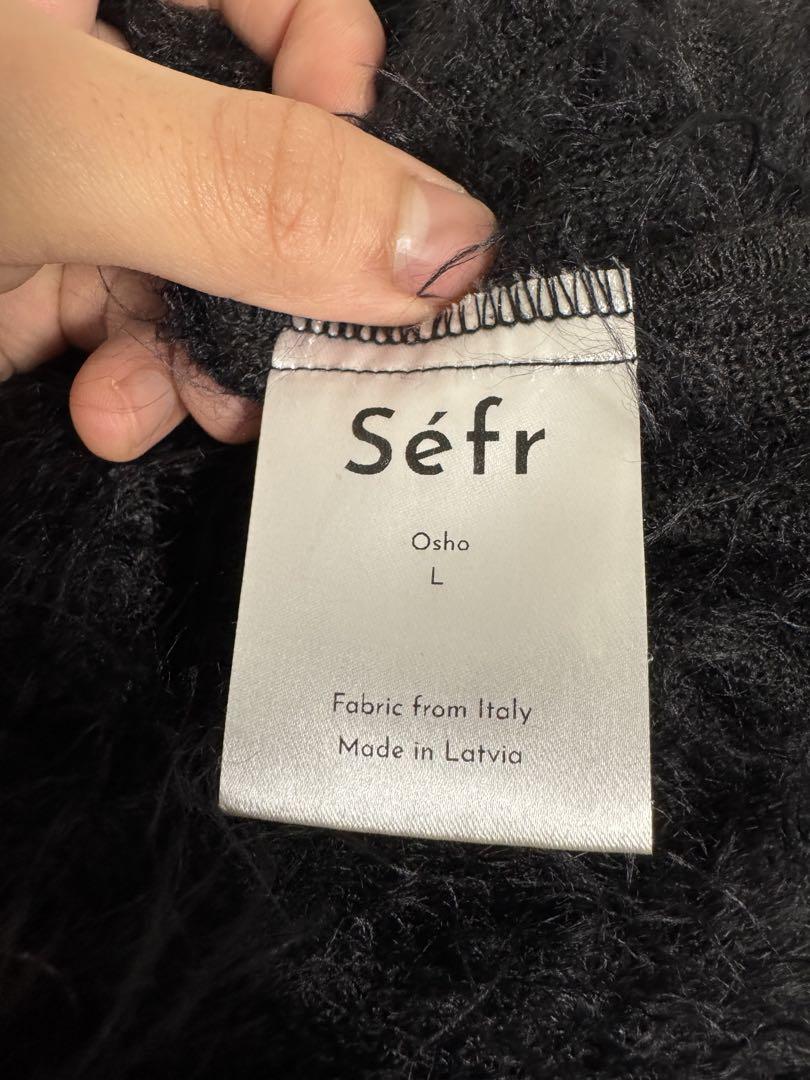 Séfr
Osho
L
Fabric from Italy
Made in Latvia